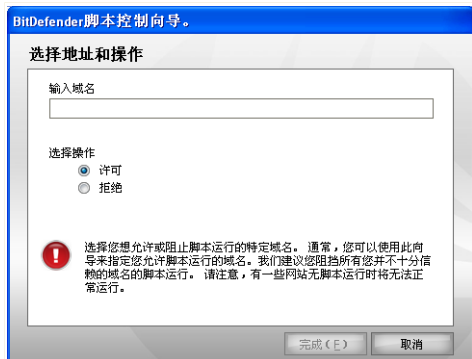 BitDefender脚本控制向导。
选择地址和操作
输入域名
选择操作
许可
拒绝
选择您想允许或阻止脚本运行的特定域名。 通常，您可以使用此向
导来指定您允许脚本运行的域名。我们建议您阻挡所有您并不十分信
赖的域名的脚本运行。 请注意，有一些网站无脚本运行时将无法正
常运行。
完成(F)
取消